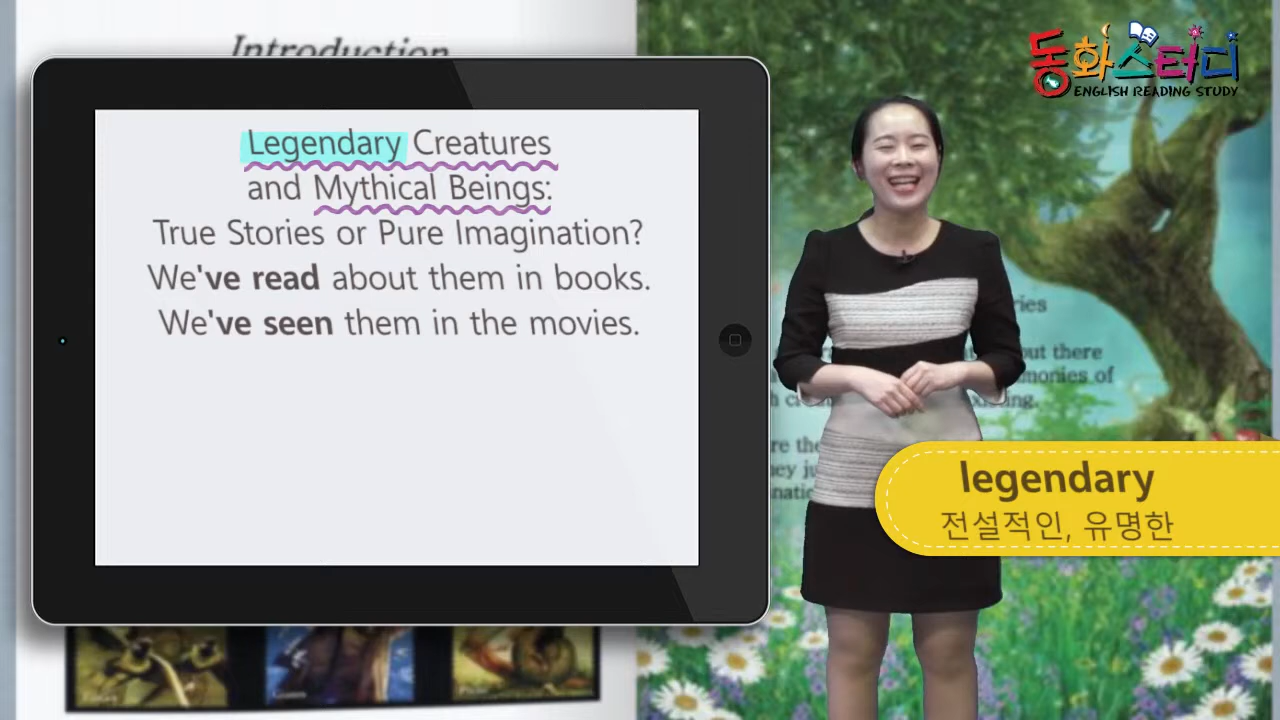 Introduction
동화스터디
ENGLISH READING STUDY
Legendary Creatures
and Mythical Beings:
True Stories or Pure Imagination?
We've read about them in books.
We've seen them in the movies.
legendary
전설적인, 유명한
out there